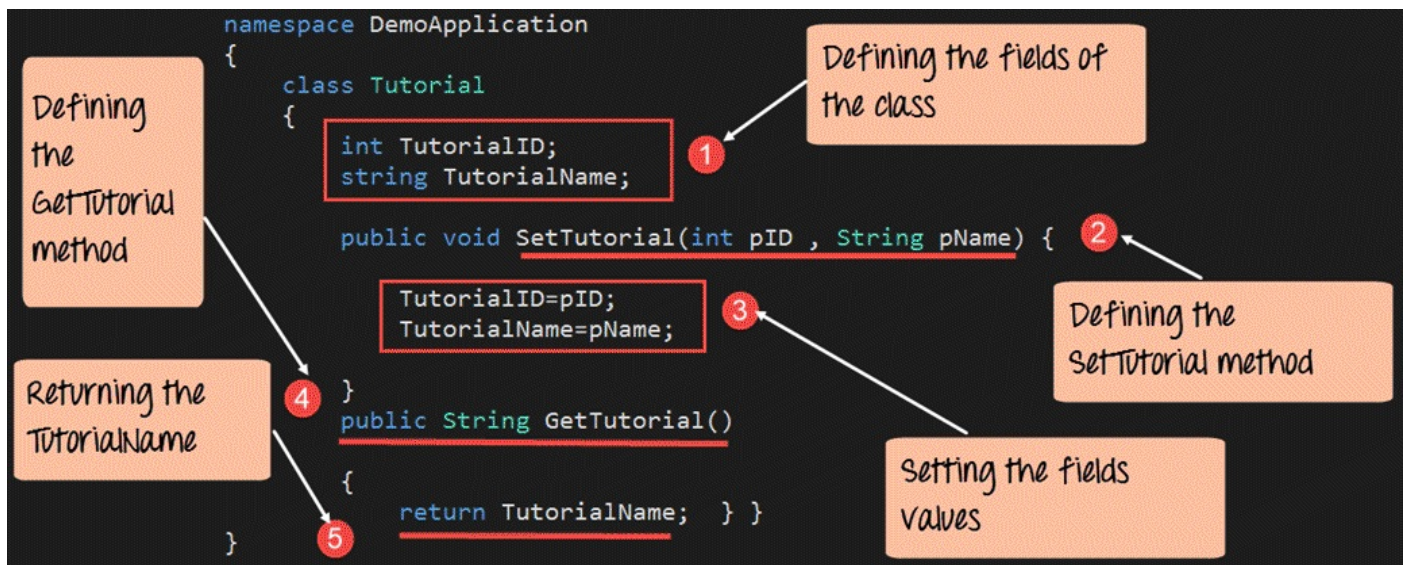 namespace DemoApplication
{
class Tutorial
{
int TutorialID;
string TutorialName;
1
Defining the fields of
the class
public void SetTutorial(int pID , String pName) {
2
Defining the
SetTutorial method
TutorialID=pID;
TutorialName=pName;
3
Setting the fields
values
Defining
the
GetTutorial
method
4
}
public String GetTutorial()
{
return TutorialName; } }
Returning the
TutorialName
5
}